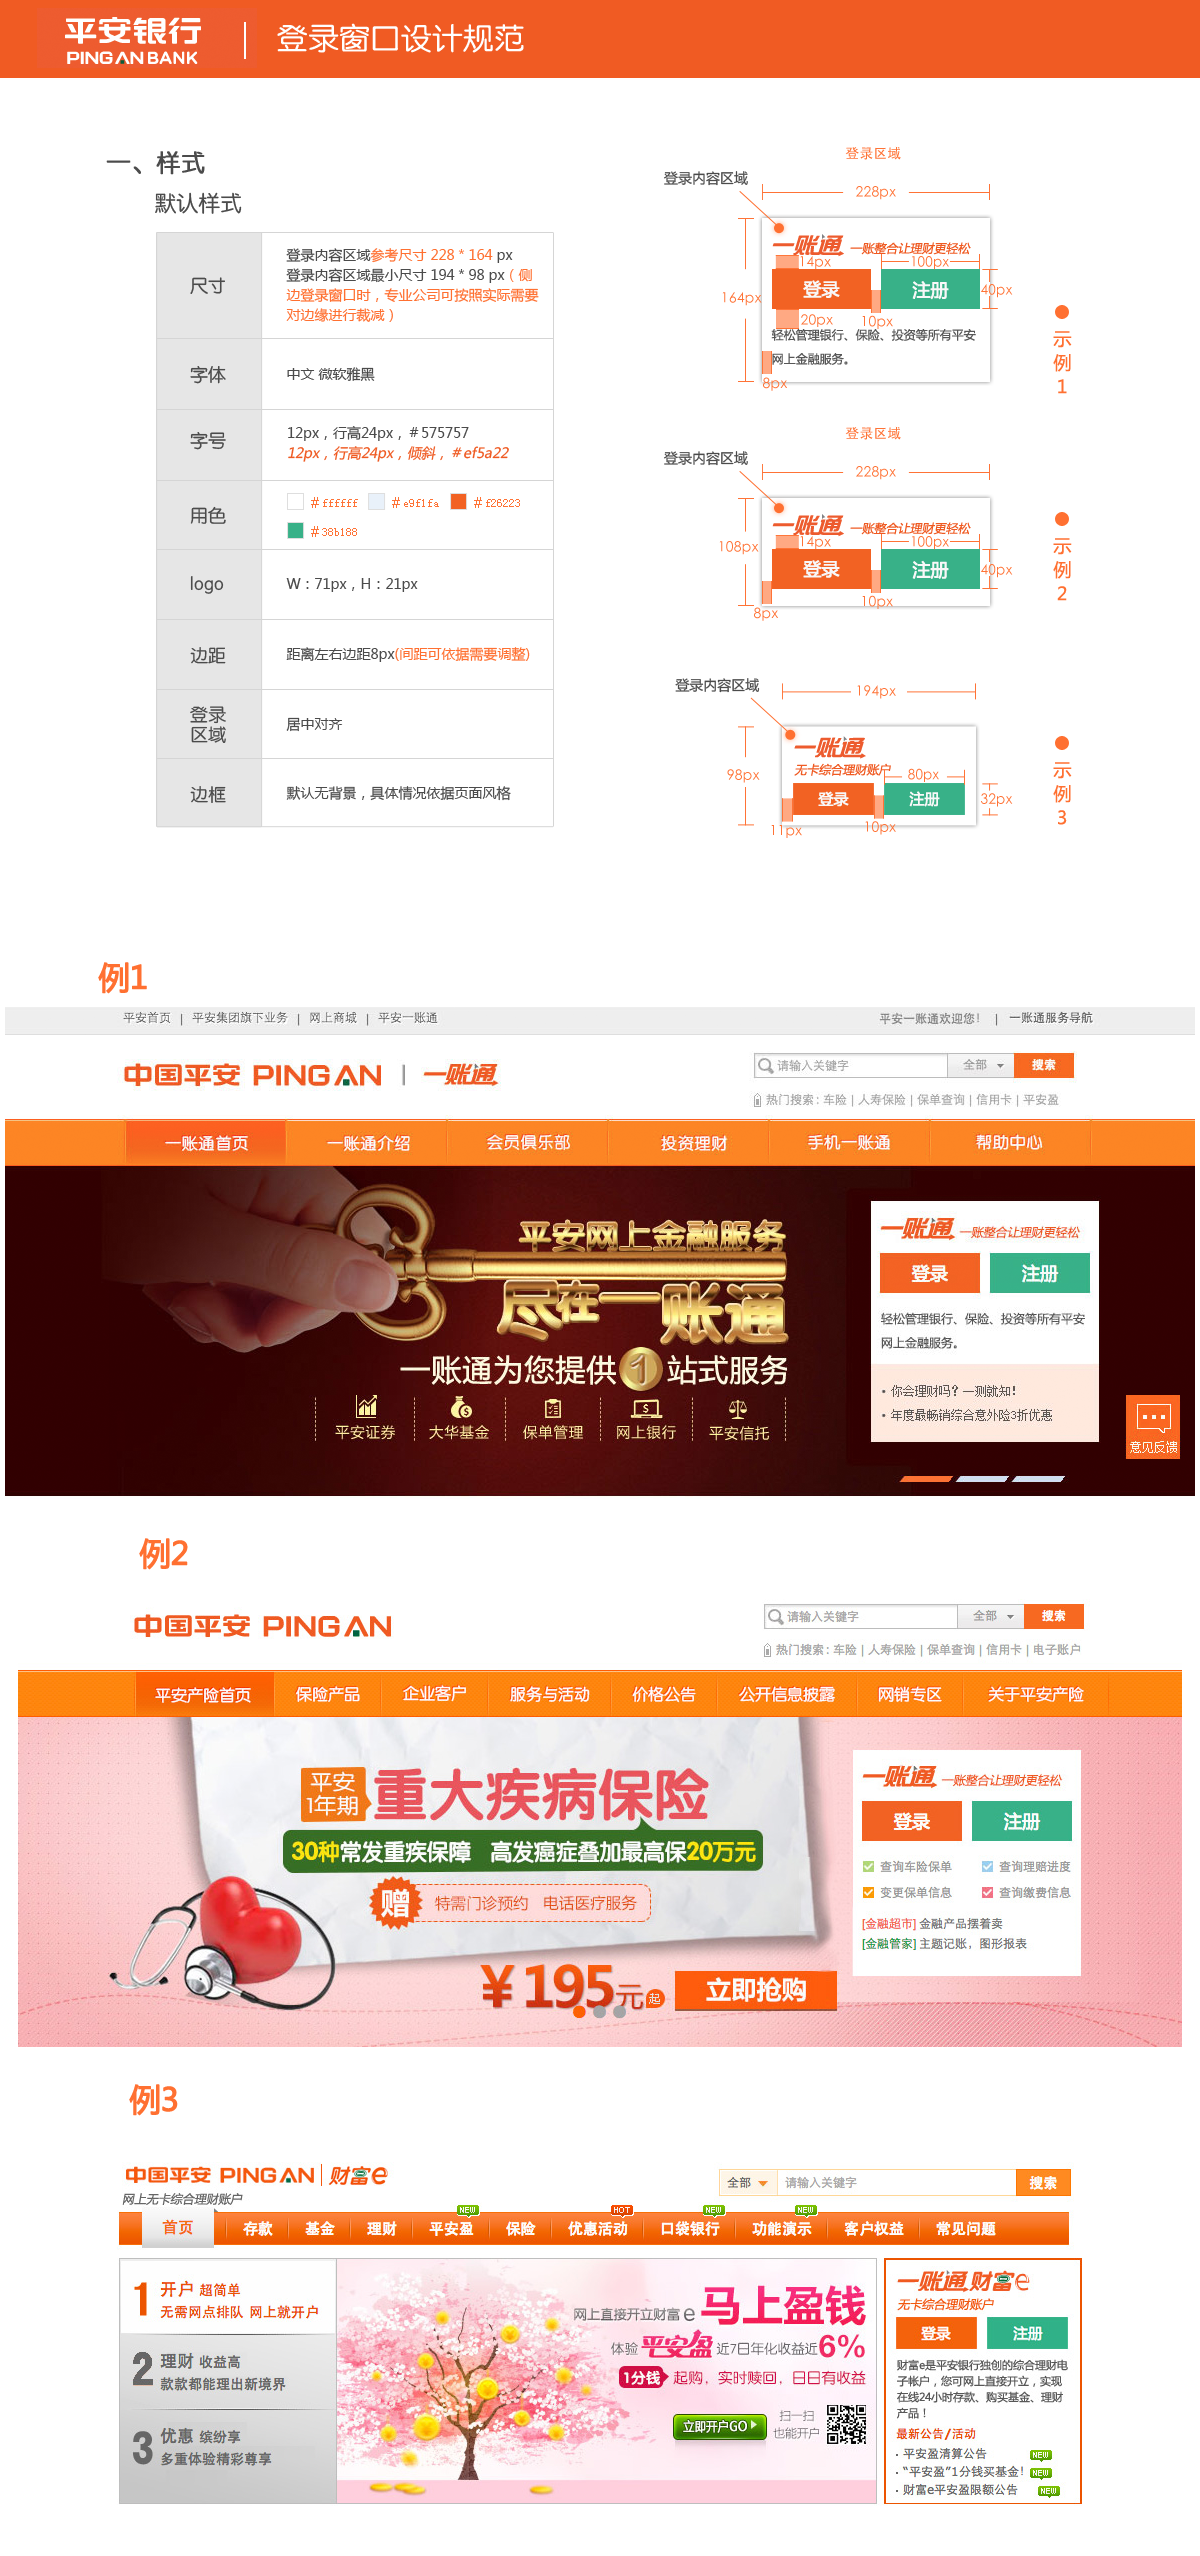 平安银行
PINGAN BANK
登录窗口设计规范
一、样式
默认样式
尺寸
登录内容区域参考尺寸 228 * 164 px
登录内容区域最小尺寸 194 * 98 px（侧
边登录窗口时，专业公司可按照实际需要
对边缘进行裁减）
字体
中文 微软雅黑
字号
12px，行高24px，＃575757
12px，行高24px，倾斜，＃ef5a22
用色
＃ffffff ＃e9f1fa ＃f26223
＃38b188
logo
W：71px，H：21px
边距
距离左右边距8px(间距可依据需要调整)
登录
区域
居中对齐
边框
默认无背景，具体情况依据页面风格
登录区域
登录内容区域
228px
一账通 一账整合让理财更轻松
14px
100px
登录
注册
40px
164px
20px
10px
轻松管理银行、保险、投资等所有平安
网上金融服务。
8px
示例1
登录区域
登录内容区域
228px
一账通 一账整合让理财更轻松
14px
100px
108px
登录
注册
40px
10px
8px
示例2
登录内容区域
194px
一账通
无卡综合理财账户
80px
98px
登录
注册
32px
11px
10px
示例3
例1
平安首页 | 平安集团旗下业务 | 网上商城 | 平安一账通
平安一账通欢迎您！ | 一账通服务导航
中国平安 PINGAN | 一账通
请输入关键字 全部 搜索
热门搜索：车险 | 人寿保险 | 保单查询 | 信用卡 | 平安盈
一账通首页 一账通介绍 会员俱乐部 投资理财 手机一账通 帮助中心
平安网上金融服务
尽在一账通
一账通为您提供1站式服务
平安证券 大华基金 保单管理 网上银行 平安信托
一账通 一账整合让理财更轻松
登录 注册
轻松管理银行、保险、投资等所有平安
网上金融服务。
• 你会理财吗？一测就知！
• 年度最畅销综合意外险3折优惠
意见反馈
例2
中国平安 PINGAN
请输入关键字 全部 搜索
热门搜索：车险 | 人寿保险 | 保单查询 | 信用卡 | 电子账户
平安产险首页 保险产品 企业客户 服务与活动 价格公告 公开信息披露 网销专区 关于平安产险
平安
1年期
重大疾病保险
30种常发重疾保障 高发癌症叠加最高保20万元
赠
特需门诊预约 电话医疗服务
￥195元起
立即抢购
一账通 一账整合让理财更轻松
登录 注册
查询车险保单 查询理赔进度
变更保单信息 查询缴费信息
[金融超市] 金融产品摆着卖
[金融管家] 主题记账，图形报表
例3
中国平安 PINGAN | 财富e
网上无卡综合理财账户
全部 请输入关键字 搜索
NEW HOT NEW NEW
首页 存款 基金 理财 平安盈 保险 优惠活动 口袋银行 功能演示 客户权益 常见问题
1 开户 超简单
无需网点排队 网上就开户
2 理财 收益高
款款都能理出新境界
3 优惠 缤纷享
多重体验精彩尊享
网上直接开立财富e 马上盈钱
体验 平安盈 近7日年化收益近6%
1分钱 起购，实时赎回，日日有收益
立即开户GO
扫一扫
也能开户
一账通 财富e
无卡综合理财账户
登录 注册
财富e是平安银行独创的综合理财电
子帐户，您可网上直接开立，实现
在线24小时存款、购买基金、理财
产品！
最新公告/活动
· 平安盈清算公告 NEW
· “平安盈”1分钱买基金！ NEW
· 财富e平安盈限额公告 NEW